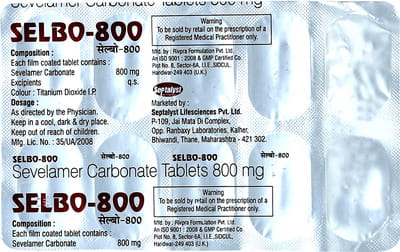 Sevelamer Carbonate Tablets 800 mg
SELBO-800
सेल्बो-800
Composition :
Each film coated tablet contains :
Sevelamer Carbonate 800 mg
Excipients q.s.
Colour : Titanium Dioxide I.P.
Dosage :
As directed by the Physician.
Keep in a cool, dark & dry place.
Keep out of reach of children.
Mfg. Lic. No. : 35/UA/2008
Warning
To be sold by retail on the prescription of a
Registered Medical Practitioner only.
Mfd. by : Rivpra Formulation Pvt. Ltd.
An ISO 9001 : 2008 & GMP Certified Co.
Plot No. 8, Sector-6A, I.I.E. SIDCUL,
Haridwar-249 403 (U.K.)
Septalyst
Marketed by :
Septalyst Lifesciences Pvt. Ltd.
P-109, Jai Mata Di Complex,
Opp. Ranbaxy Laboratories, Kalher,
Bhiwandi, Thane, Maharashtra - 421 302.
SELBO-800 सेल्बो-800 SELBO-800 सेल्बो-800
Sevelamer Carbonate Tablets 800 mg
SELBO-800
सेल्बो-800
Composition :
Each film coated tablet contains :
Sevelamer Carbonate 800 mg
Warning
To be sold by retail on the prescription of a
Registered Medical Practitioner only.
Mfd. by : Rivpra Formulation Pvt. Ltd.
An ISO 9001 : 2008 & GMP Certified Co.
Plot No. 8, Sector-6A, I.I.E. SIDCUL,
Haridwar-249 403 (U.K.)